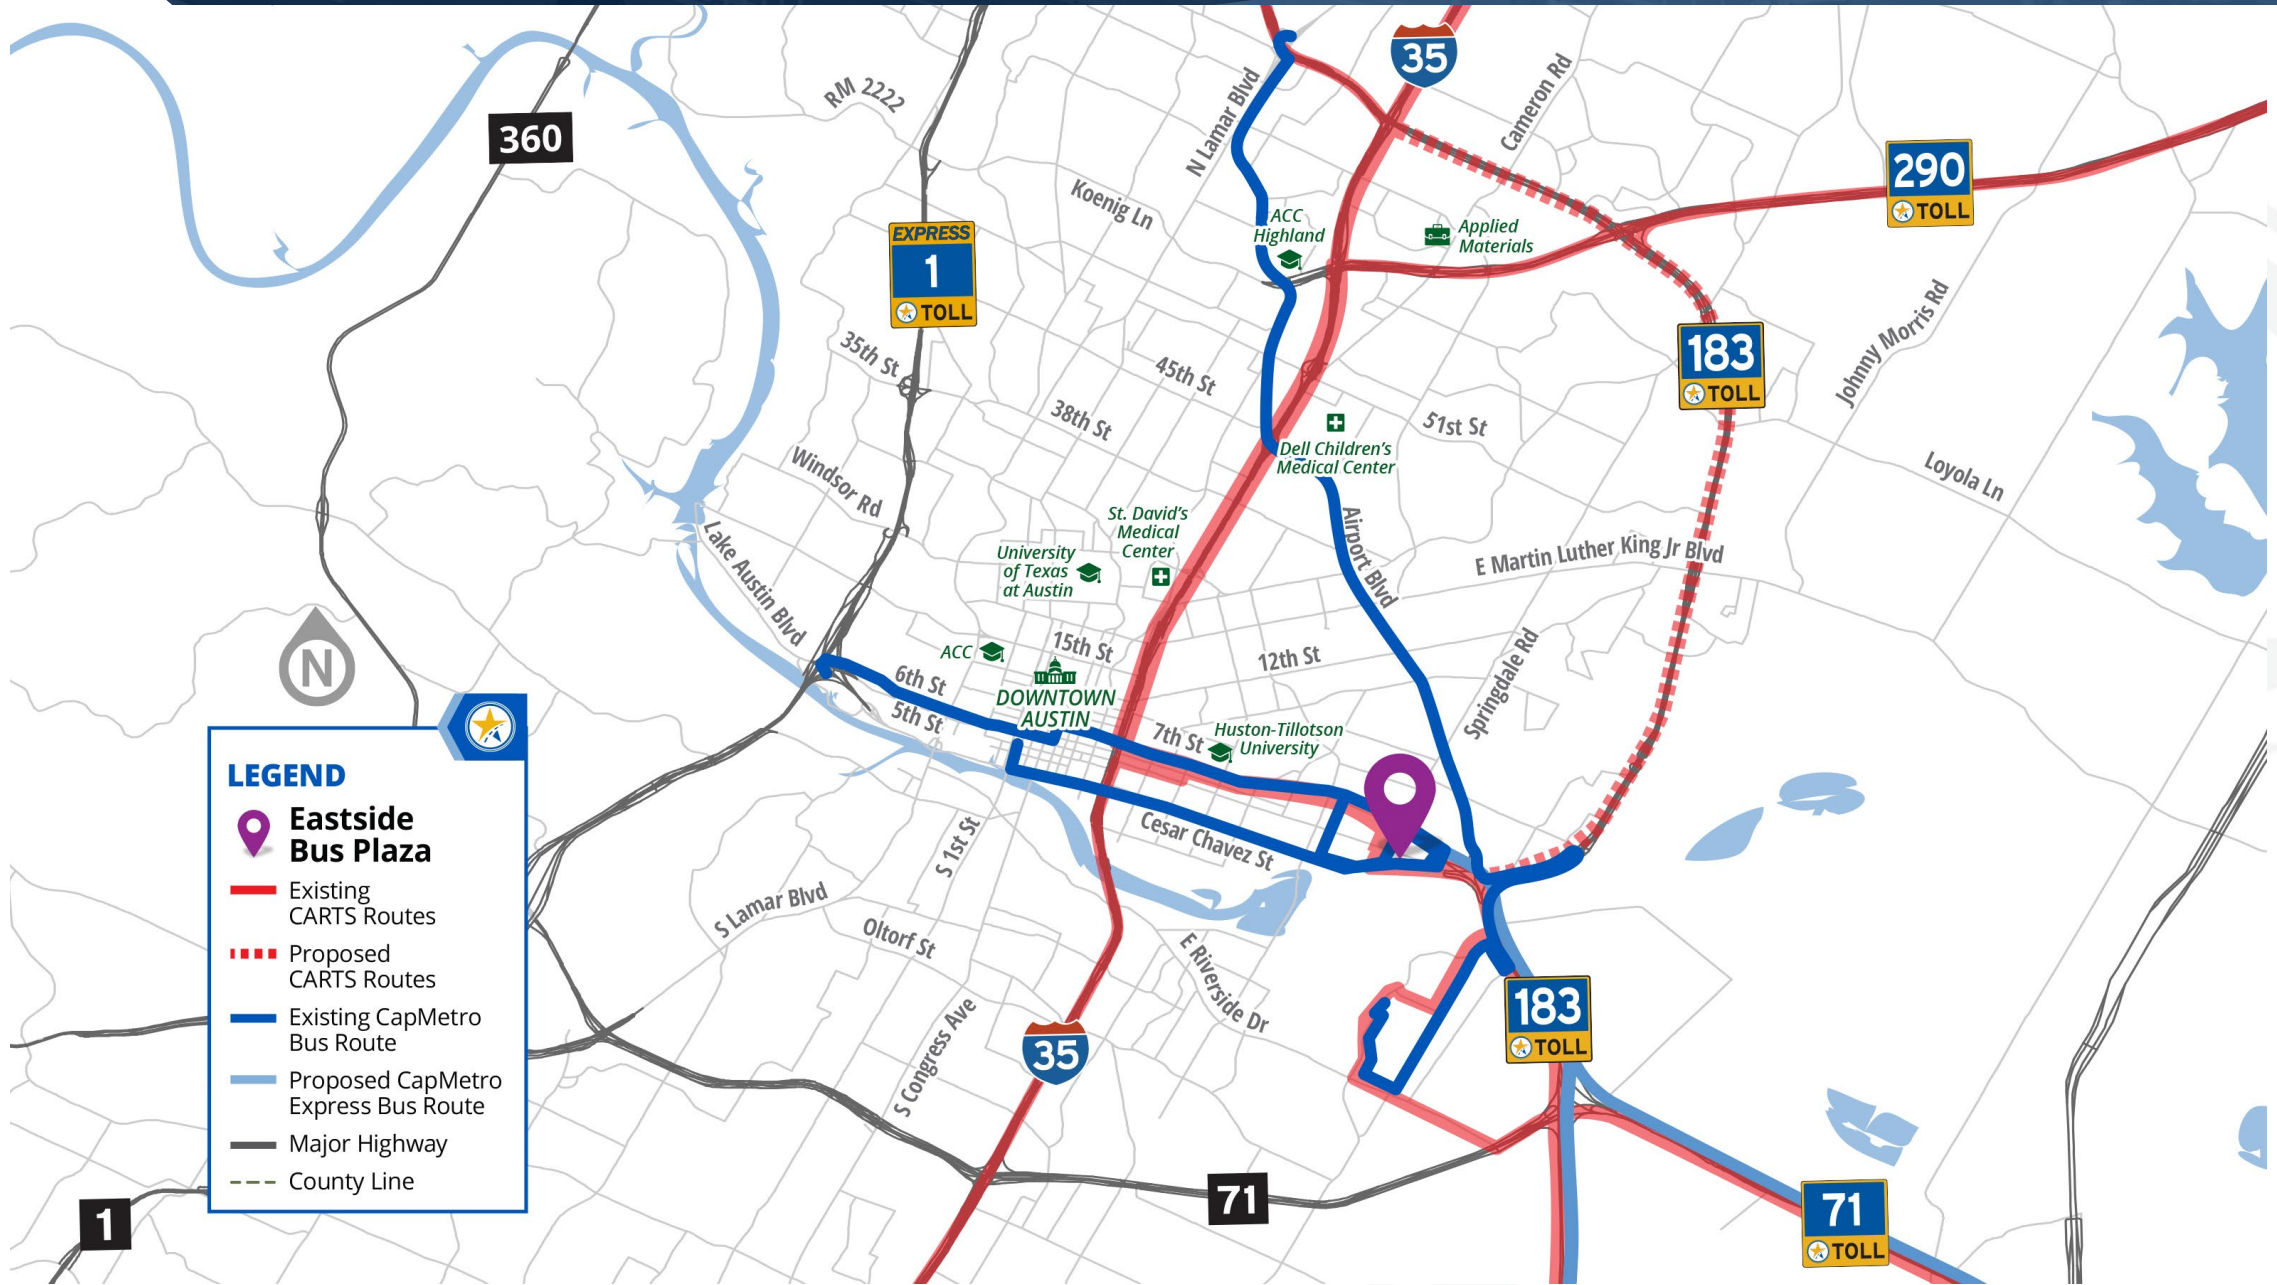 35
Cameron Rd
RM 2222
N Lamar Blvd
360
290
TOLL
Koenig Ln
ACC
Highland
Applied
Materials
EXPRESS
1
TOLL
183
TOLL
Johnny Morris Rd
35th St
45th St
38th St
51st St
Dell Children's
Medical Center
Windsor Rd
Loyola Ln
St. David's
Medical
Center
University
of Texas
at Austin
Airport Blvd
E Martin Luther King Jr Blvd
Lake Austin Blvd
N
ACC
15th St
12th St
Springdale Rd
6th St
DOWNTOWN
AUSTIN
5th St
7th St
Huston-Tillotson
University
Cesar Chavez St
S 1st St
S Lamar Blvd
Oltorf St
E Riverside Dr
S Congress Ave
183
TOLL
35
71
71
TOLL
1
LEGEND
Eastside
Bus Plaza
Existing
CARTS Routes
Proposed
CARTS Routes
Existing CapMetro
Bus Route
Proposed CapMetro
Express Bus Route
Major Highway
County Line